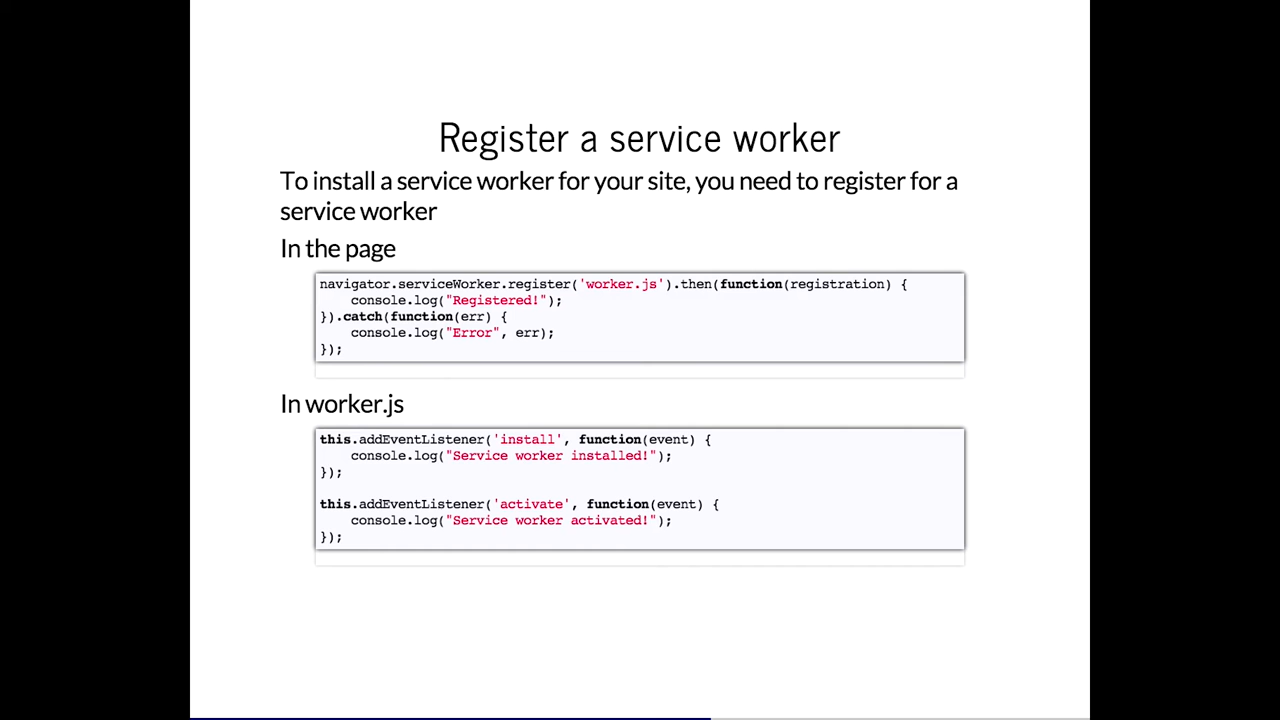 Register a service worker
To install a service worker for your site, you need to register for a
service worker
In the page
navigator.serviceWorker.register('worker.js').then(function(registration) {
    console.log("Registered!");
}).catch(function(err) {
    console.log("Error", err);
});
In worker.js
this.addEventListener('install', function(event) {
    console.log("Service worker installed!");
});
this.addEventListener('activate', function(event) {
    console.log("Service worker activated!");
});